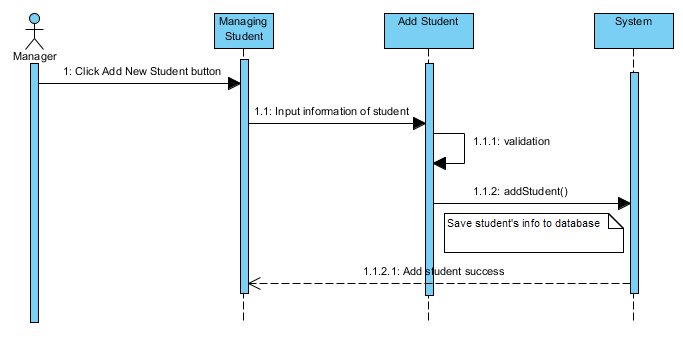 Managing
Student
Add Student
System
Manager
1: Click Add New Student button
1.1: Input information of student
1.1.1: validation
1.1.2: addStudent()
Save student's info to database
1.1.2.1: Add student success